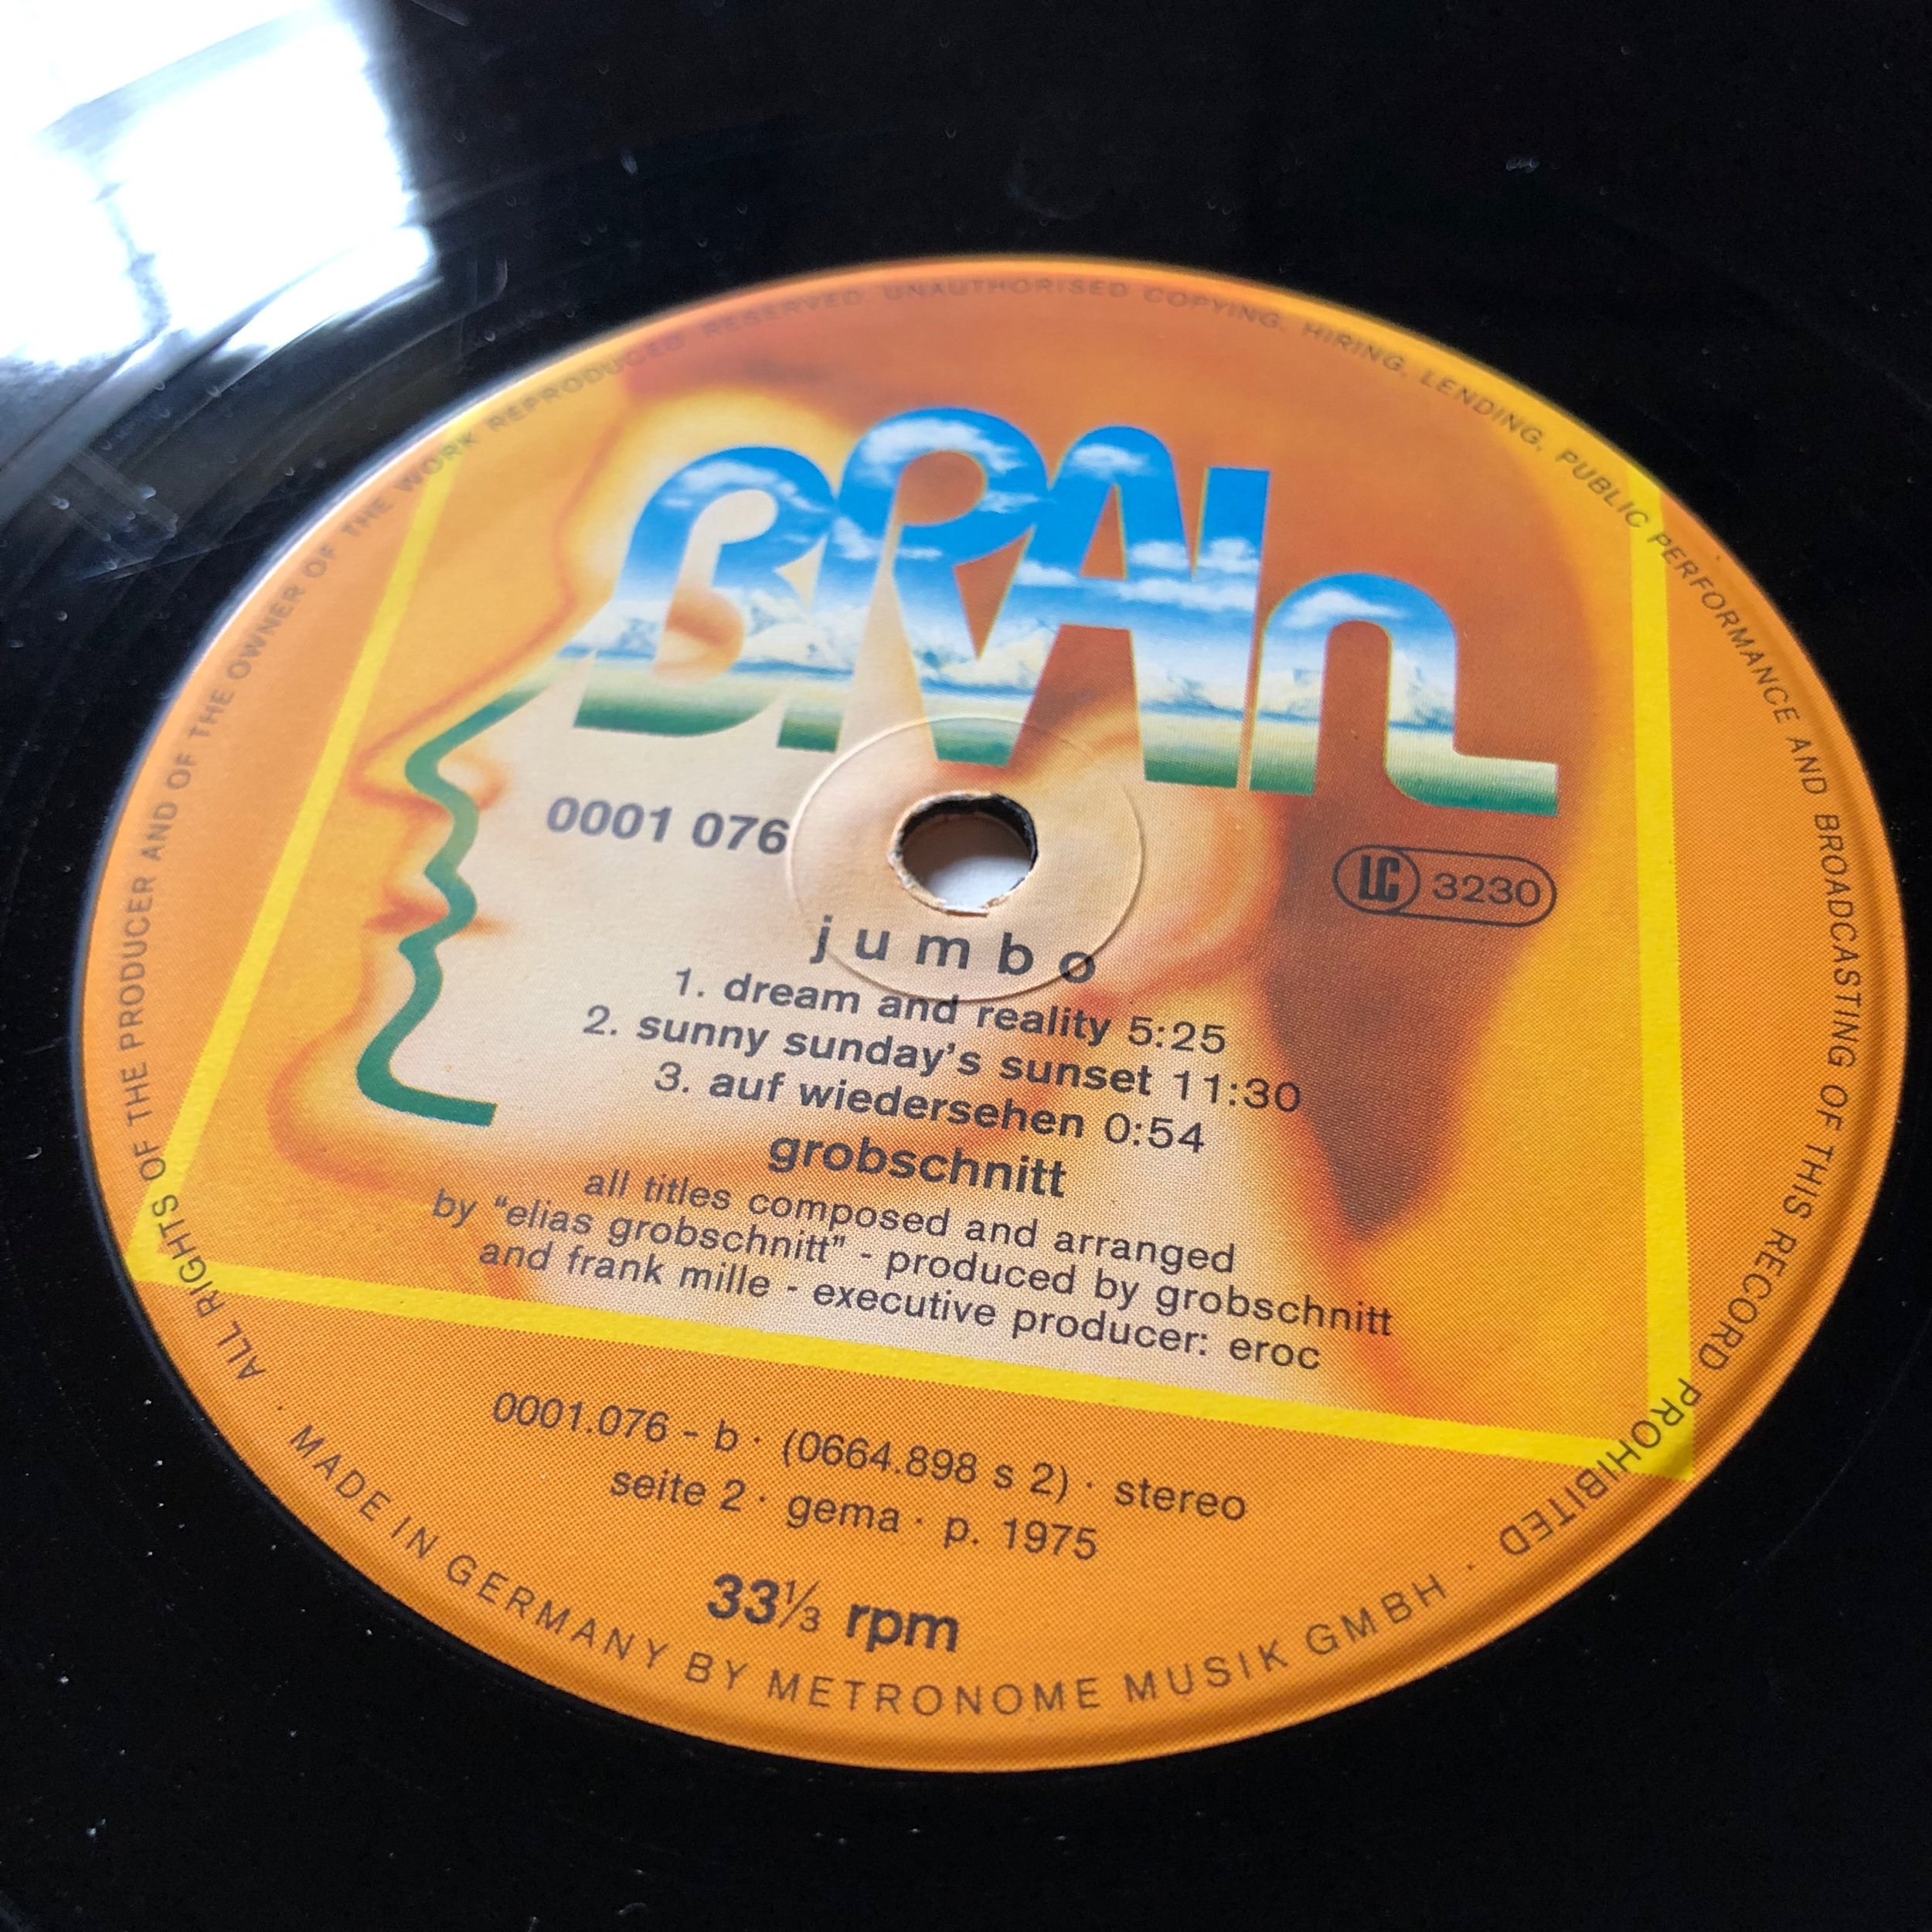 ALL RIGHTS OF THE PRODUCER AND OF THE OWNER OF THE WORK REPRODUCED RESERVED. UNAUTHORISED COPYING, HIRING, LENDING, PUBLIC PERFORMANCE AND BROADCASTING OF THIS RECORD PROHIBITED ·
BRAIN
0001 076
LC 3230
jumbo
1. dream and reality 5:25
2. sunny sunday's sunset 11:30
3. auf wiedersehen 0:54
grobschnitt
all titles composed and arranged
by "elias grobschnitt" - produced by grobschnitt
and frank mille - executive producer: eroc
0001.076 - b · (0664.898 s 2) · stereo
seite 2 · gema · p. 1975
33⅓ rpm
· MADE IN GERMANY BY METRONOME MUSIK GMBH